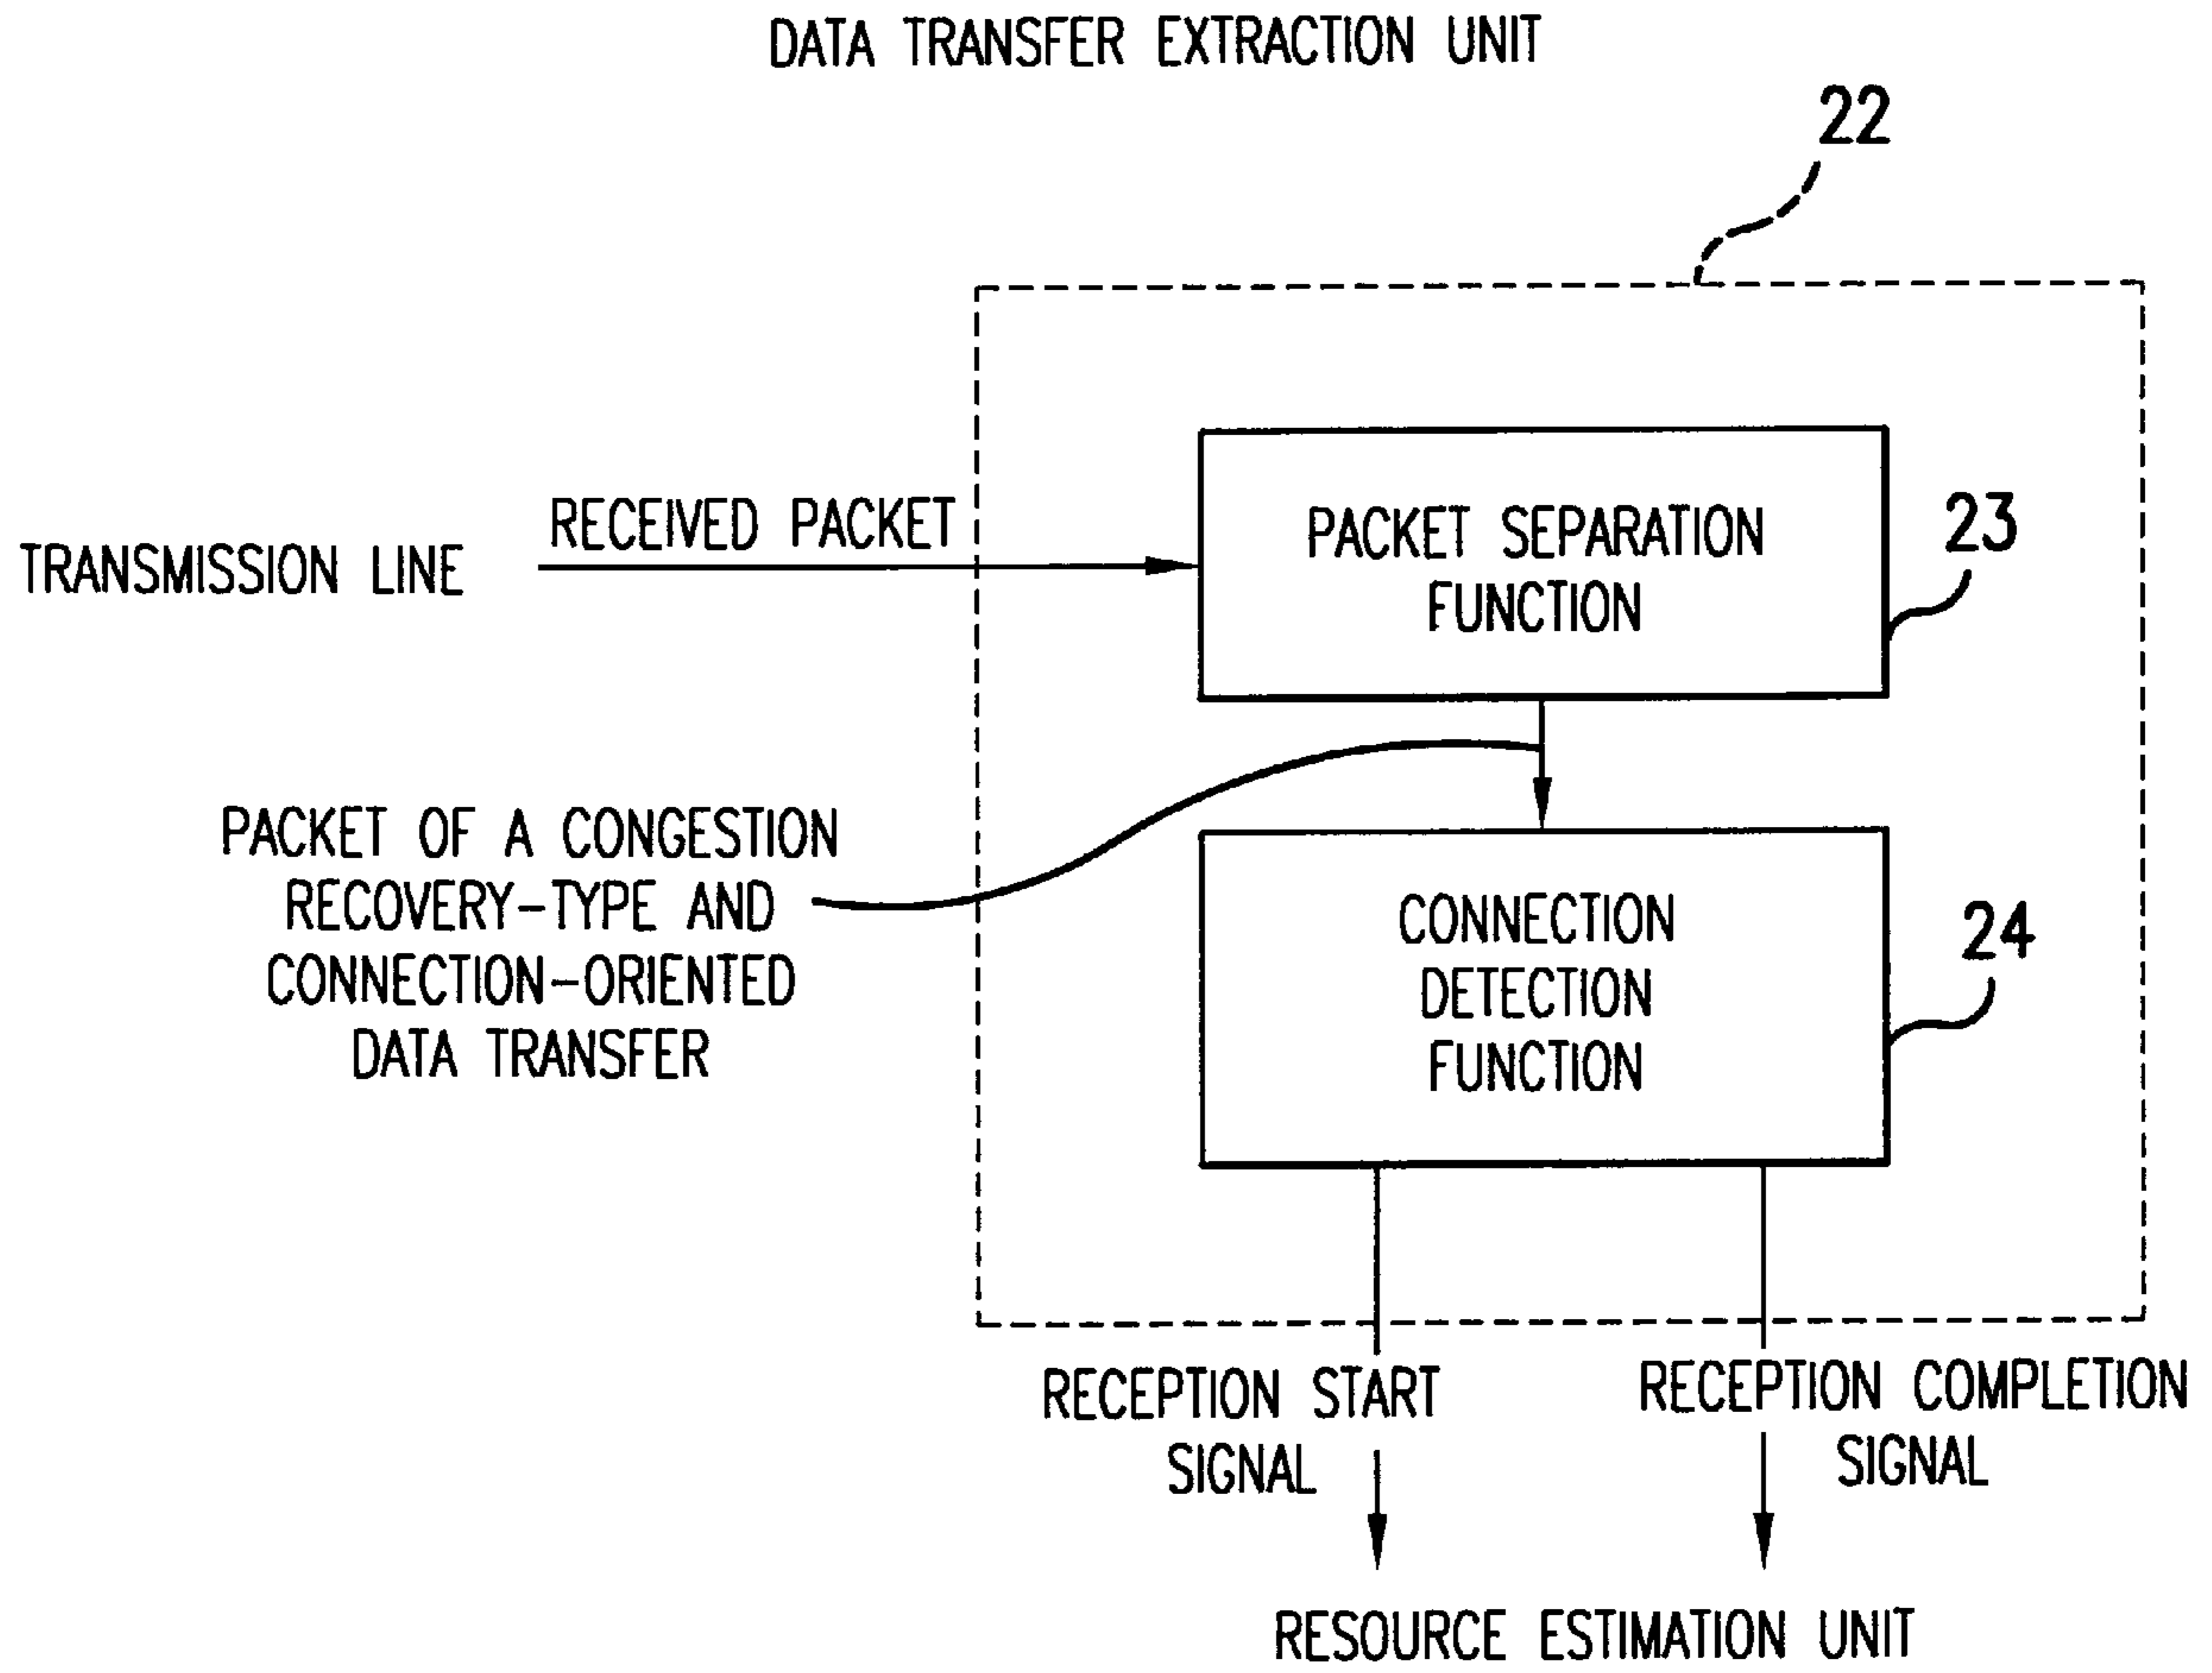 DATA TRANSFER EXTRACTION UNIT
22
RECEIVED PACKET
TRANSMISSION LINE
PACKET SEPARATION
FUNCTION
23
PACKET OF A CONGESTION
RECOVERY-TYPE AND
CONNECTION-ORIENTED
DATA TRANSFER
CONNECTION
DETECTION
FUNCTION
24
RECEPTION START
SIGNAL
RECEPTION COMPLETION
SIGNAL
RESOURCE ESTIMATION UNIT